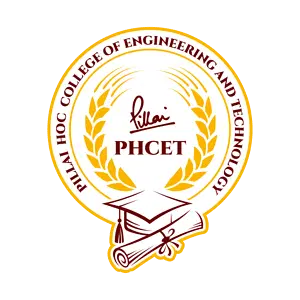 PILLAI HOC COLLEGE OF ENGINEERING AND TECHNOLOGY
Pillai
PHCET